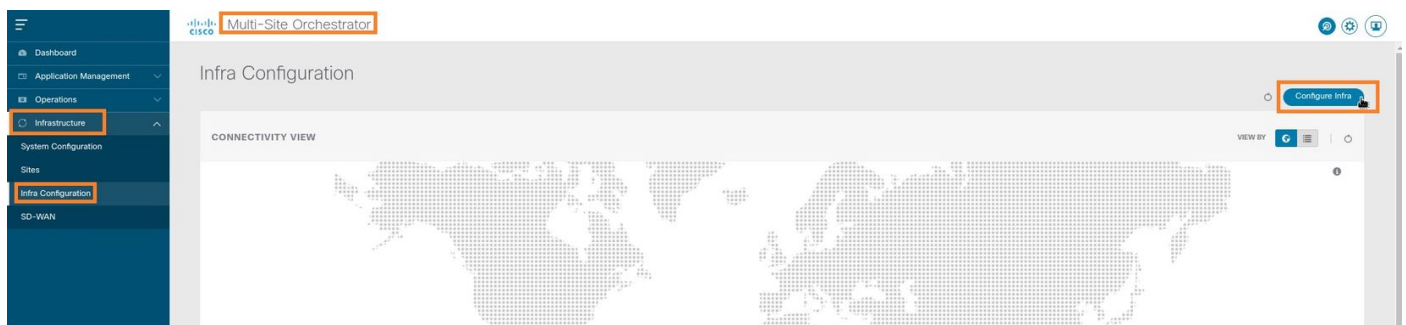 CISCO Multi-Site Orchestrator
Dashboard
Application Management
Operations
Infrastructure
System Configuration
Sites
Infra Configuration
SD-WAN
Infra Configuration
Configure Infra
CONNECTIVITY VIEW
VIEW BY